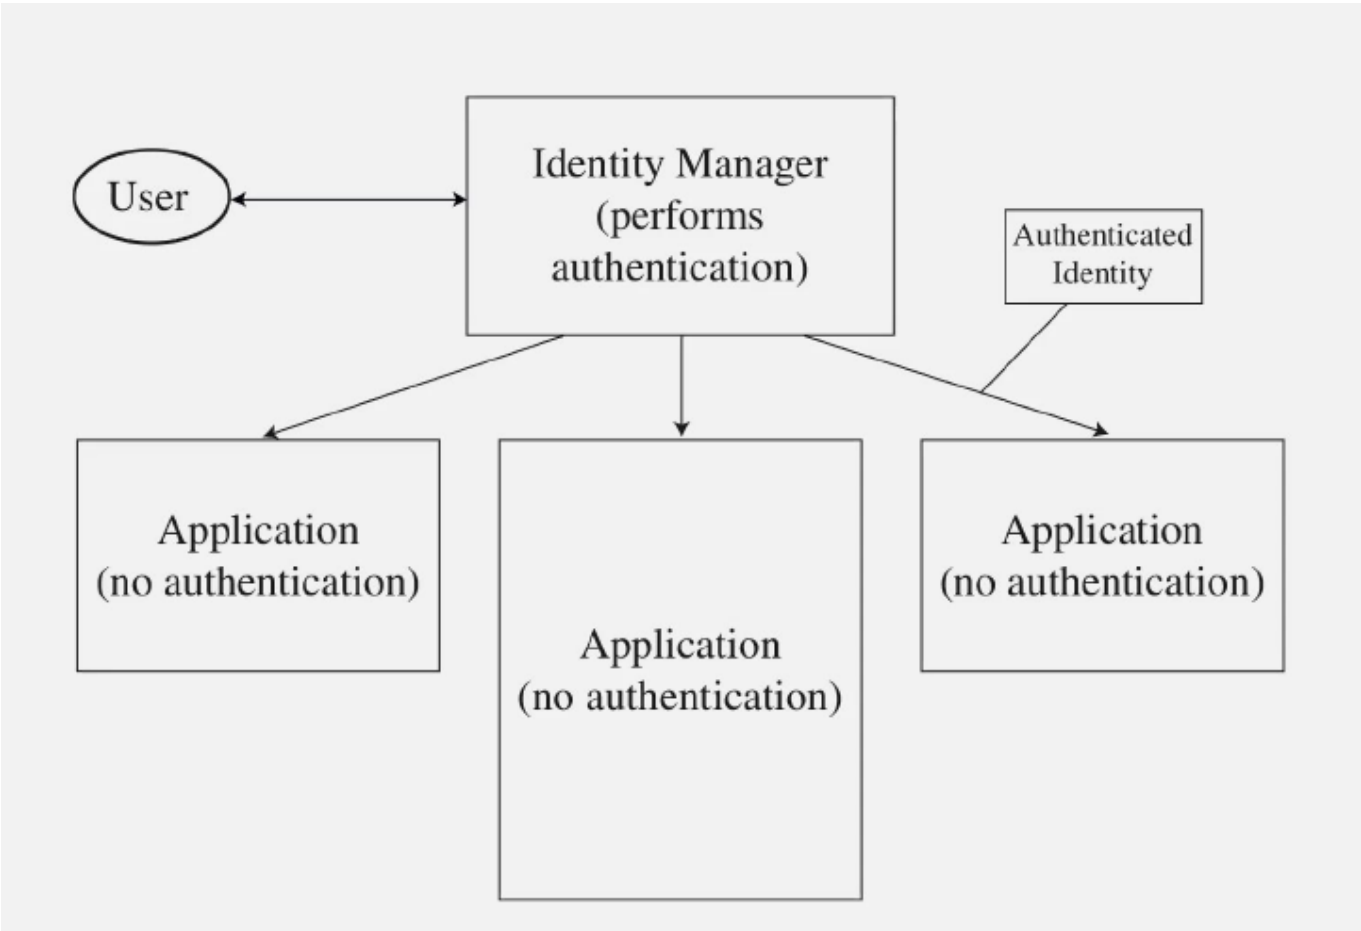 Identity Manager
(performs
authentication)
User
Authenticated
Identity
Application
(no authentication)
Application
(no authentication)
Application
(no authentication)